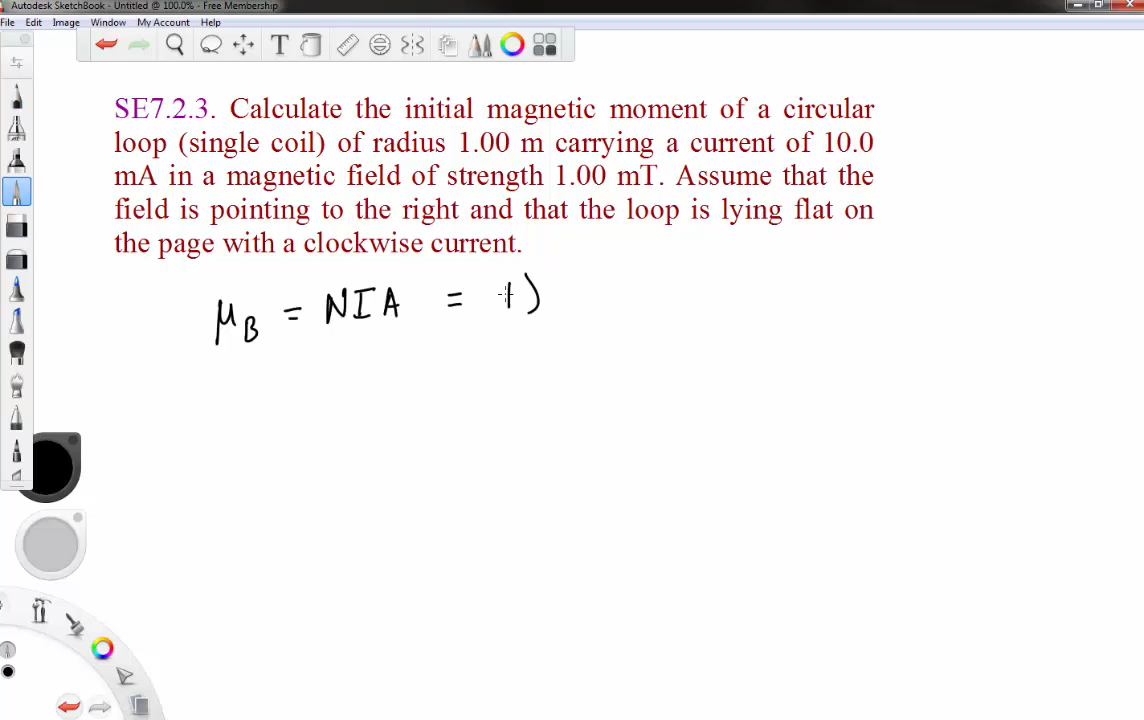 Autodesk SketchBook - Untitled @ 100.0% - Free Membership
File Edit Image Window My Account Help
T
SE7.2.3. Calculate the initial magnetic moment of a circular
loop (single coil) of radius 1.00 m carrying a current of 10.0
mA in a magnetic field of strength 1.00 mT. Assume that the
field is pointing to the right and that the loop is lying flat on
the page with a clockwise current.
μB = NIA = 1)